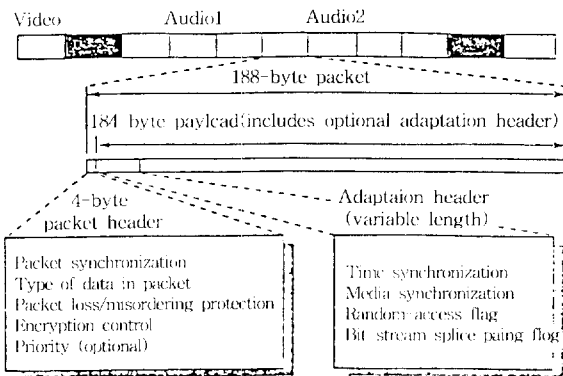 Video Audio1 Audio2
188-byte packet
184 byte paylcad(includes optional adaptation header)
4-byte
packet header
Adaptaion header
(variable length)
Packet synchronization
Type of data in packet
Packet loss/misordering protection
Encryption control
Priority (optional)
Time synchronization
Media synchronization
Random-access flag
Bit stream splice paing flog